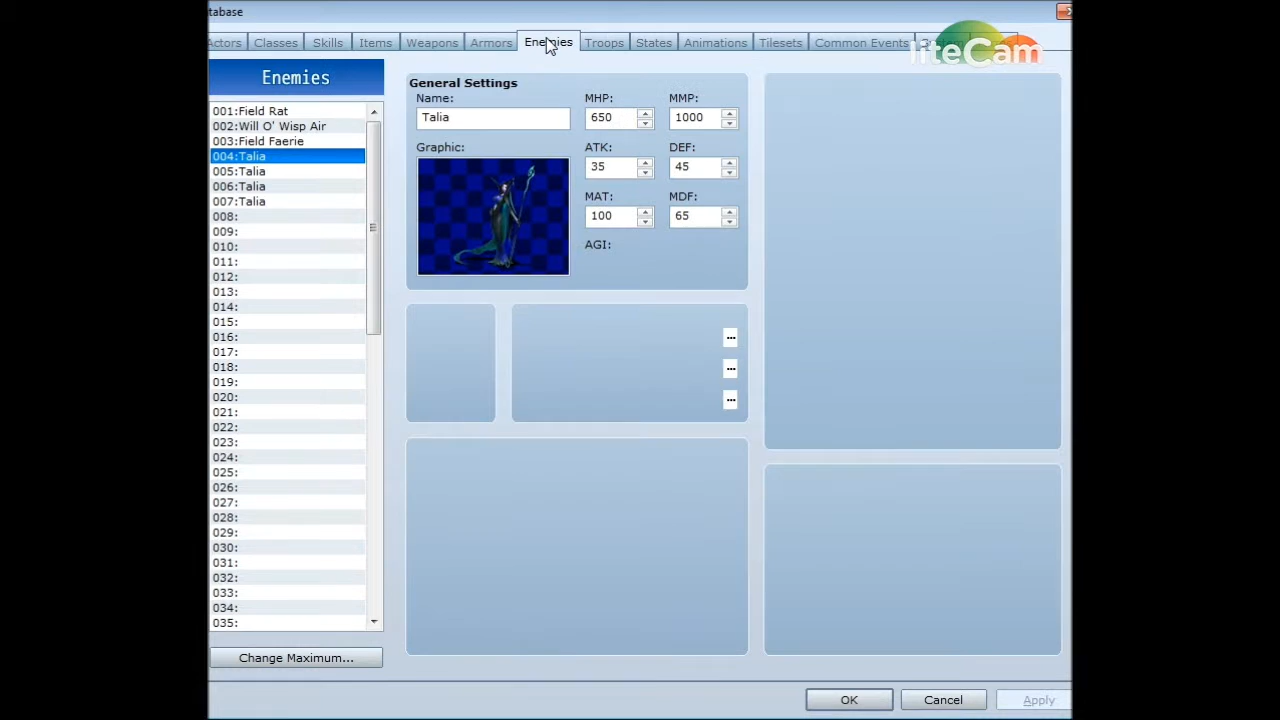 tabase
Actors Classes Skills Items Weapons Armors Enemies Troops States Animations Tilesets Common Events
liteCam
Enemies
001:Field Rat
002:Will O' Wisp Air
003:Field Faerie
004:Talia
005:Talia
006:Talia
007:Talia
008:
009:
010:
011:
012:
013:
014:
015:
016:
017:
018:
019:
020:
021:
022:
023:
024:
025:
026:
027:
028:
029:
030:
031:
032:
033:
034:
035:
Change Maximum...
General Settings
Name: MHP: MMP:
Talia 650 1000
Graphic: ATK: DEF:
35 45
MAT: MDF:
100 65
AGI:
...
...
...
OK Cancel Apply